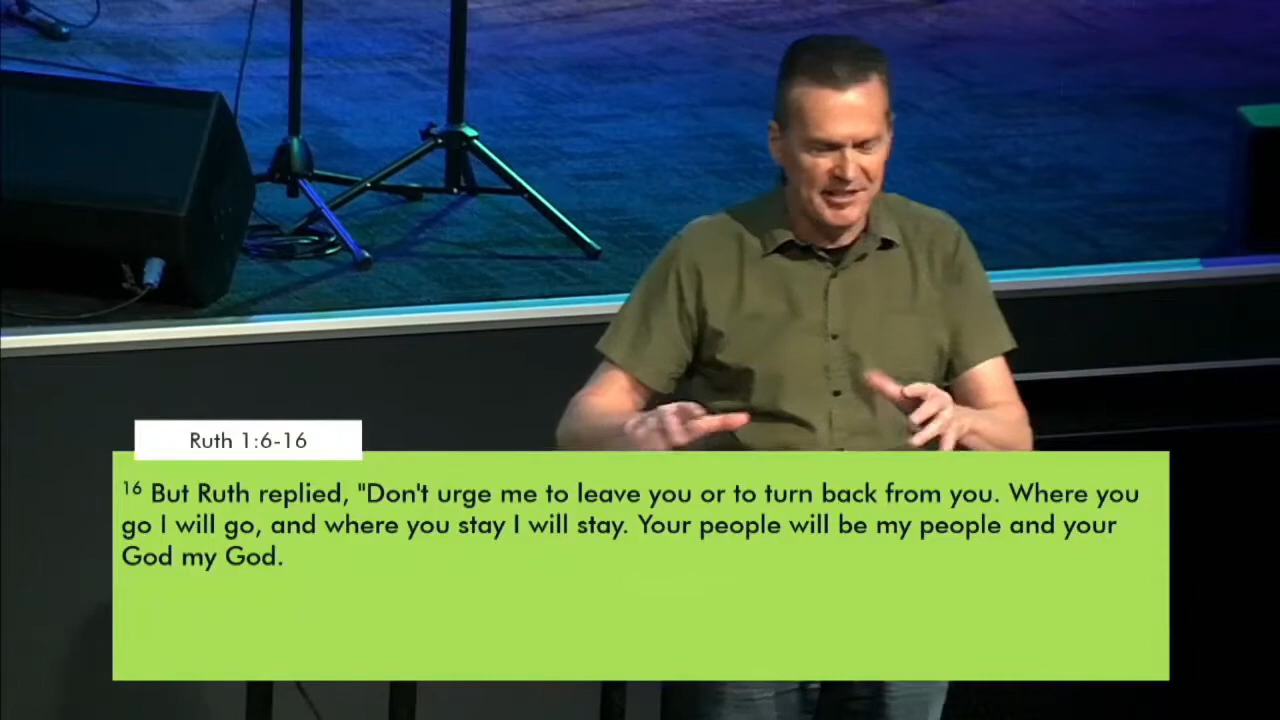 Ruth 1:6-16
16 But Ruth replied, "Don't urge me to leave you or to turn back from you. Where you
go I will go, and where you stay I will stay. Your people will be my people and your
God my God.